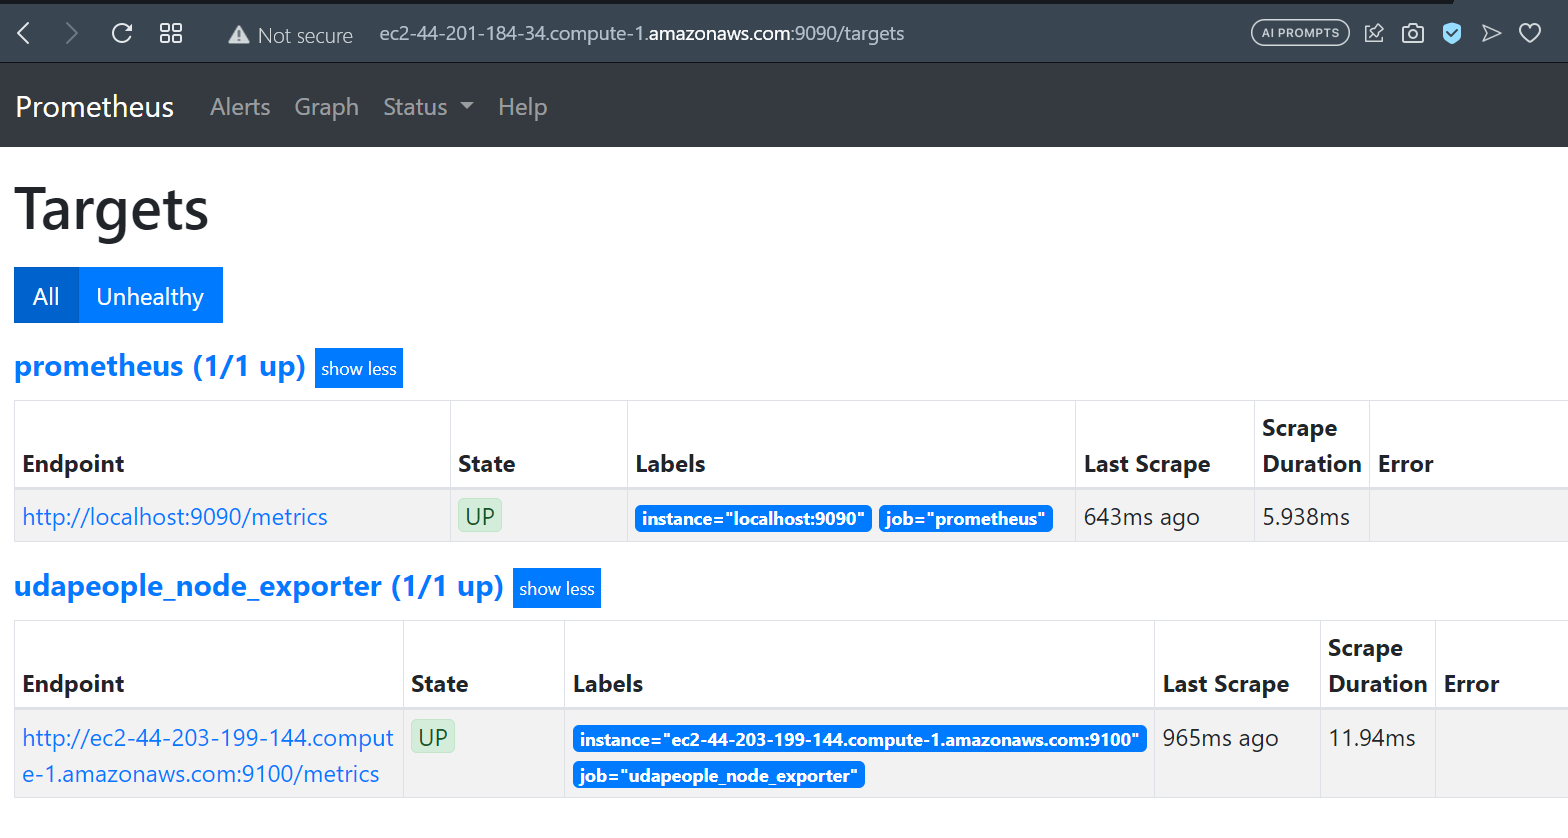 Not secure ec2-44-201-184-34.compute-1.amazonaws.com:9090/targets AI PROMPTS
Prometheus Alerts Graph Status Help
Targets
All Unhealthy
prometheus (1/1 up) show less
Endpoint State Labels Last Scrape Scrape Duration Error
http://localhost:9090/metrics UP instance="localhost:9090" job="prometheus" 643ms ago 5.938ms
udapeople_node_exporter (1/1 up) show less
Endpoint State Labels Last Scrape Scrape Duration Error
http://ec2-44-203-199-144.comput UP instance="ec2-44-203-199-144.compute-1.amazonaws.com:9100" 965ms ago 11.94ms
e-1.amazonaws.com:9100/metrics job="udapeople_node_exporter"